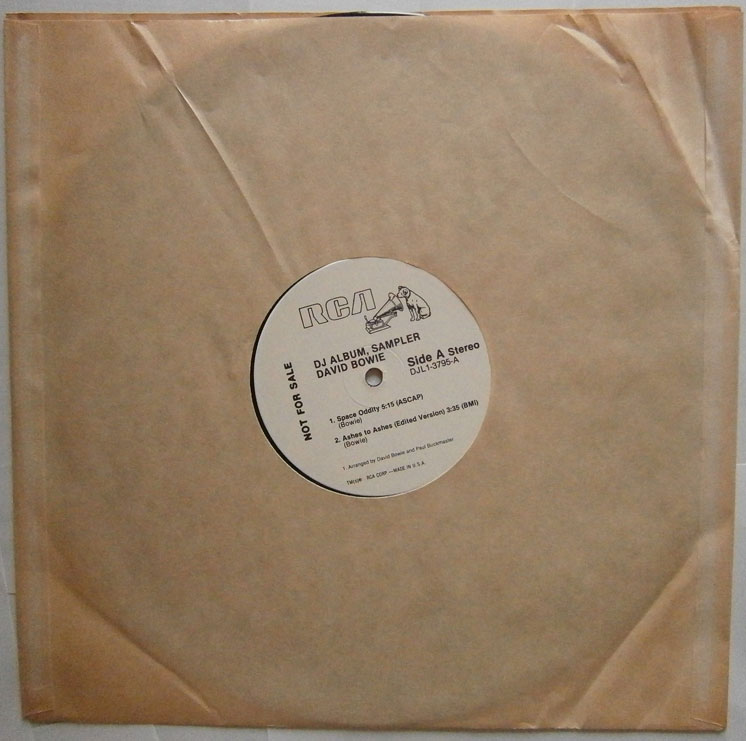 RCA
DJ ALBUM, SAMPLER
DAVID BOWIE
Side A Stereo
DJL1-3795-A
NOT FOR SALE
1. Space Oddity 5:15 (ASCAP)
(Bowie)
2. Ashes to Ashes (Edited Version) 3:35 (BMI)
(Bowie)
1. Arranged by David Bowie and Paul Buckmaster
RCA CORP.—MADE IN U.S.A.